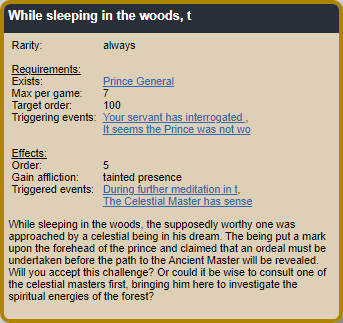 While sleeping in the woods, t
Rarity: always
Requirements:
Exists: Prince General
Max per game: 7
Target order: 100
Triggering events: Your servant has interrogated ,
It seems the Prince was not wo
Effects:
Order: 5
Gain affliction: tainted presence
Triggered events: During further meditation in t,
The Celestial Master has sense
While sleeping in the woods, the supposedly worthy one was
approached by a celestial being in his dream. The being put a mark
upon the forehead of the prince and claimed that an ordeal must be
undertaken before the path to the Ancient Master will be revealed.
Will you accept this challenge? Or could it be wise to consult one of
the celestial masters first, bringing him here to investigate the
spiritual energies of the forest?